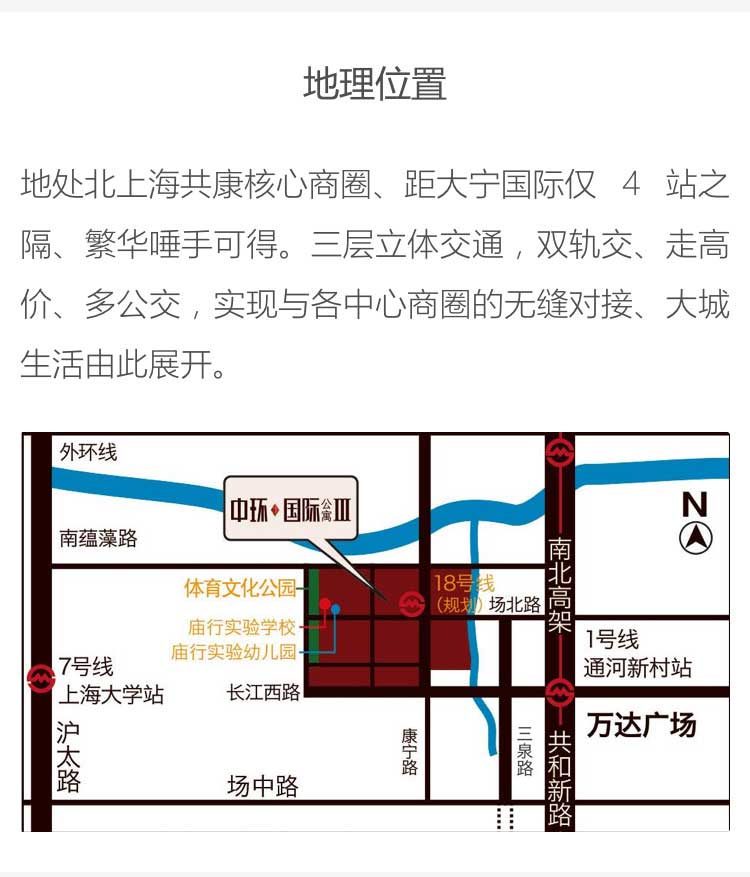 地理位置
地处北上海共康核心商圈、距大宁国际仅 4 站之
隔、繁华唾手可得。三层立体交通，双轨交、走高
价、多公交，实现与各中心商圈的无缝对接、大城
生活由此展开。
外环线
中环国际公寓III
N
南蕴藻路
南北高架
体育文化公园
18号线
(规划)
场北路
庙行实验学校
庙行实验幼儿园
1号线
通河新村站
7号线
上海大学站
长江西路
万达广场
沪太路
康宁路
三泉路
共和新路
场中路